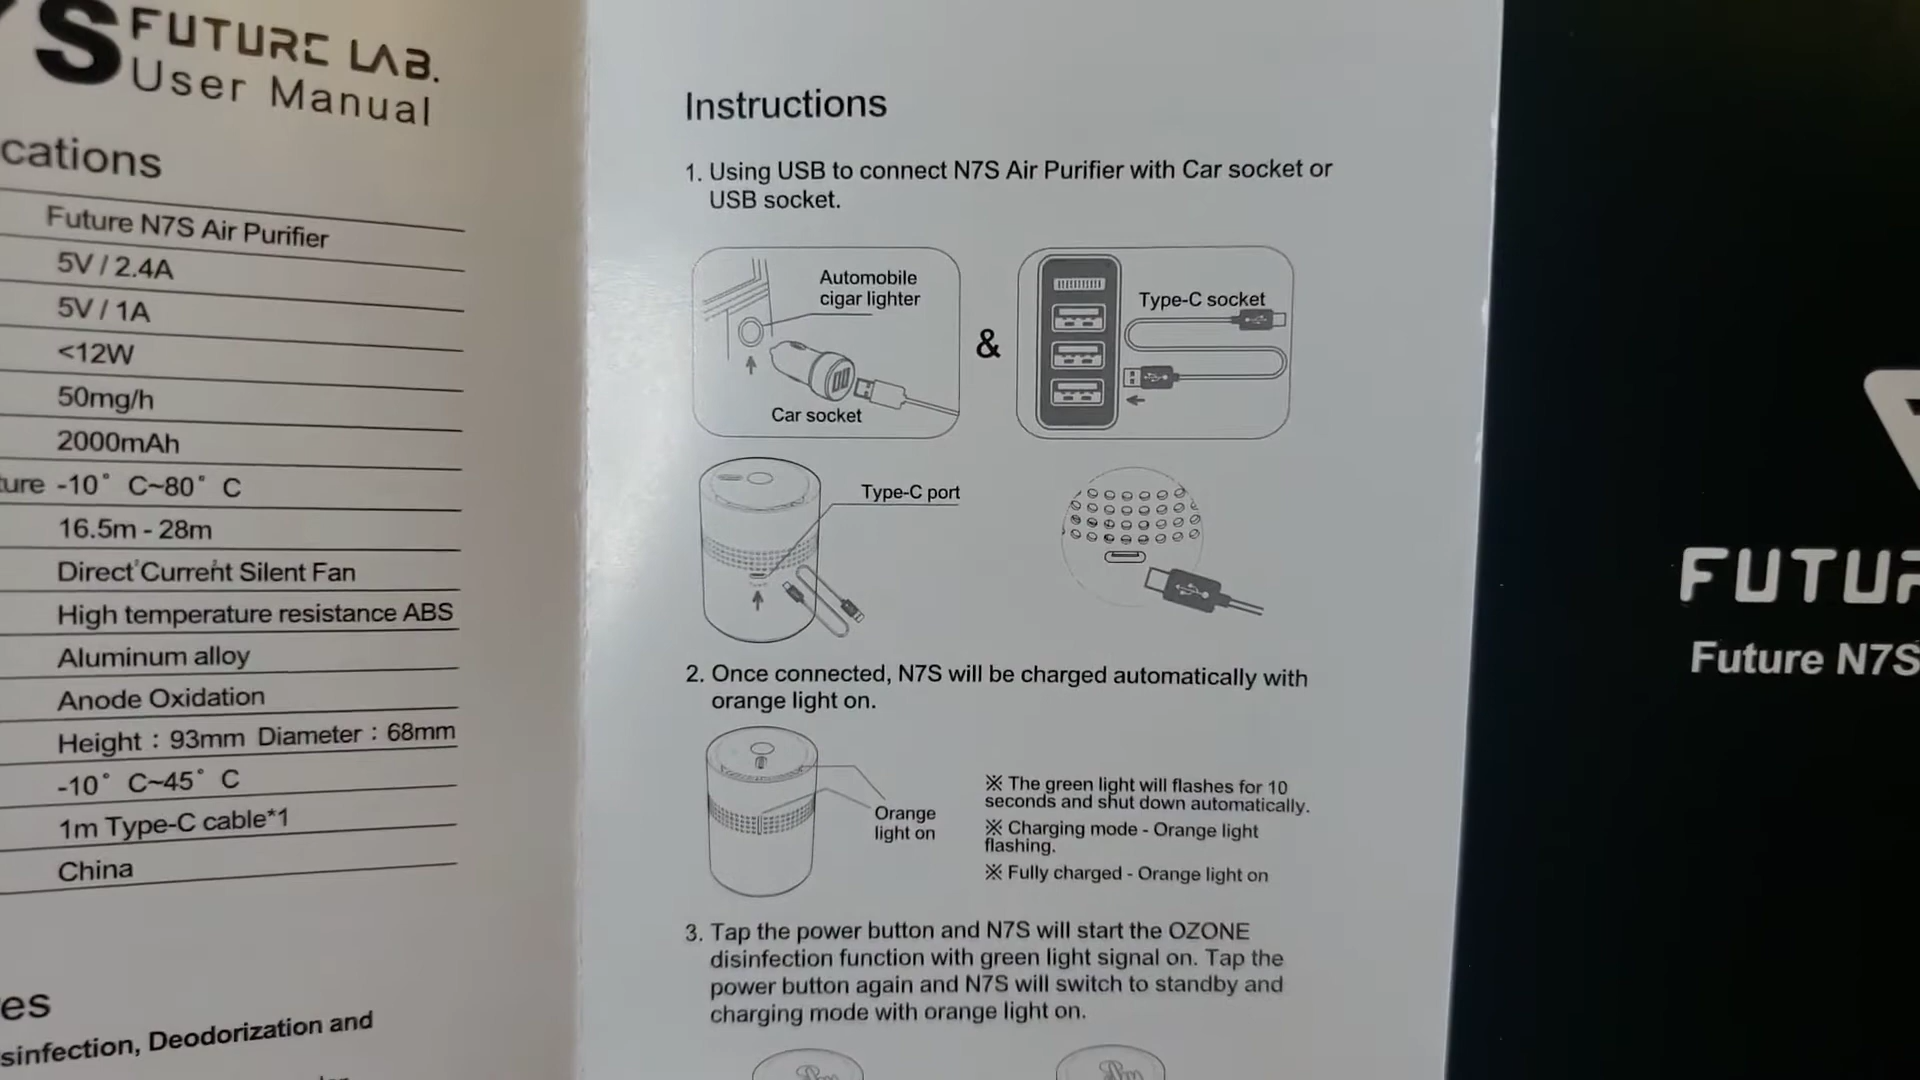 7S FUTURE LAB.
User Manual
cations
Future N7S Air Purifier
5V / 2.4A
5V / 1A
<12W
50mg/h
2000mAh
ture -10° C~80° C
16.5m - 28m
Direct Current Silent Fan
High temperature resistance ABS
Aluminum alloy
Anode Oxidation
Height : 93mm Diameter : 68mm
-10° C~45° C
1m Type-C cable*1
China
es
sinfection, Deodorization and
Instructions
1. Using USB to connect N7S Air Purifier with Car socket or
USB socket.
Automobile
cigar lighter
Car socket
&
Type-C socket
Type-C port
2. Once connected, N7S will be charged automatically with
orange light on.
Orange
light on
※ The green light will flashes for 10
seconds and shut down automatically.
※ Charging mode - Orange light
flashing.
※ Fully charged - Orange light on
3. Tap the power button and N7S will start the OZONE
disinfection function with green light signal on. Tap the
power button again and N7S will switch to standby and
charging mode with orange light on.
FUTUR
Future N7S